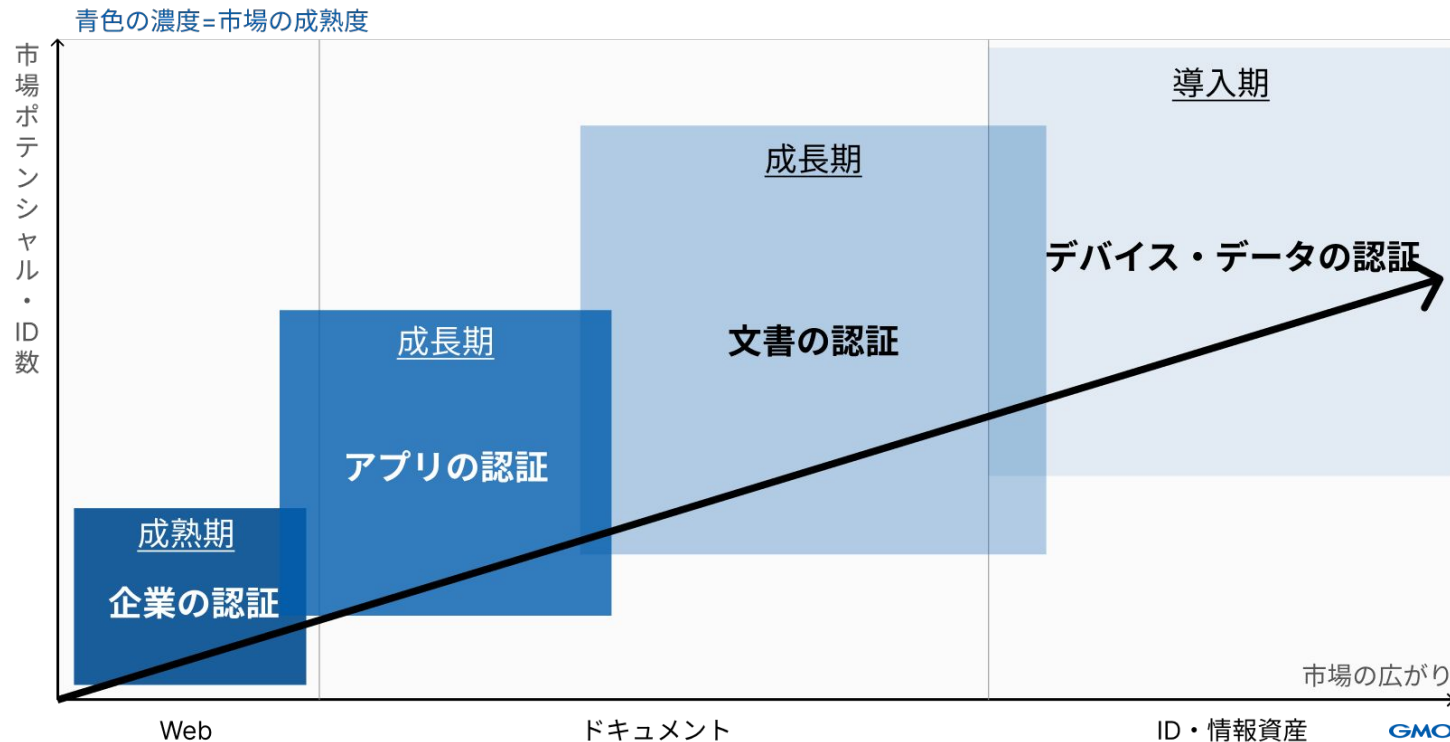 青色の濃度=市場の成熟度
市場ポテンシャル・ID数
導入期
デバイス・データの認証
成長期
文書の認証
成長期
アプリの認証
成熟期
企業の認証
市場の広がり
Web
ドキュメント
ID・情報資産
GMO